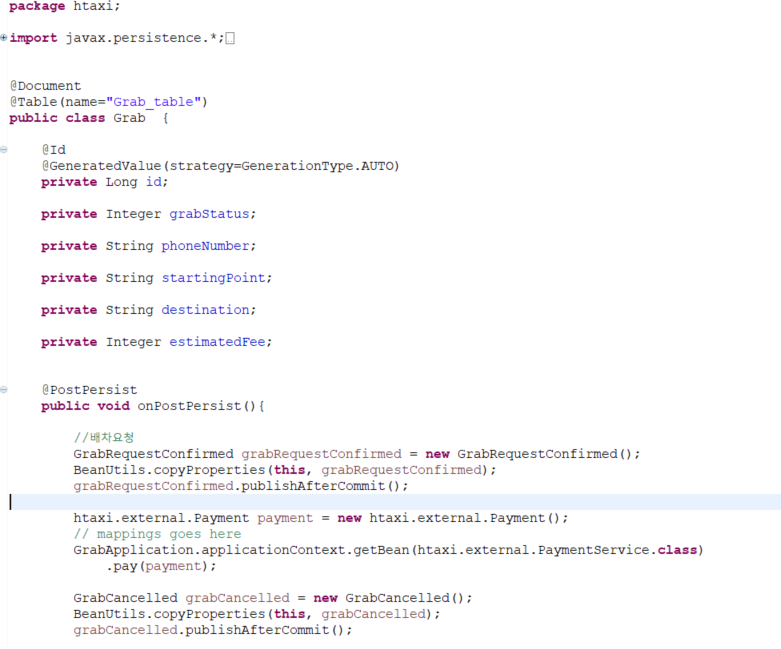 package htaxi;
import javax.persistence.*;
@Document
@Table(name="Grab_table")
public class Grab  {
@Id
@GeneratedValue(strategy=GenerationType.AUTO)
private Long id;
private Integer grabStatus;
private String phoneNumber;
private String startingPoint;
private String destination;
private Integer estimatedFee;
@PostPersist
public void onPostPersist(){
//배차요청
GrabRequestConfirmed grabRequestConfirmed = new GrabRequestConfirmed();
BeanUtils.copyProperties(this, grabRequestConfirmed);
grabRequestConfirmed.publishAfterCommit();
htaxi.external.Payment payment = new htaxi.external.Payment();
// mappings goes here
GrabApplication.applicationContext.getBean(htaxi.external.PaymentService.class)
.pay(payment);
GrabCancelled grabCancelled = new GrabCancelled();
BeanUtils.copyProperties(this, grabCancelled);
grabCancelled.publishAfterCommit();